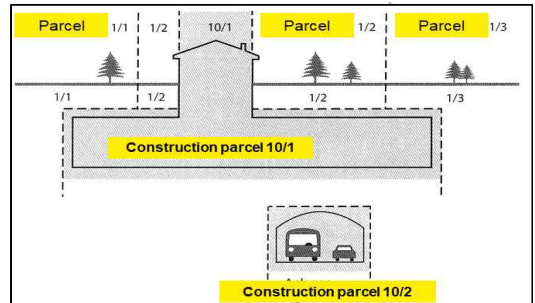 Parcel 1/1 1/2 10/1 Parcel 1/2 Parcel 1/3
1/1 1/2 1/2 1/3
Construction parcel 10/1
Construction parcel 10/2